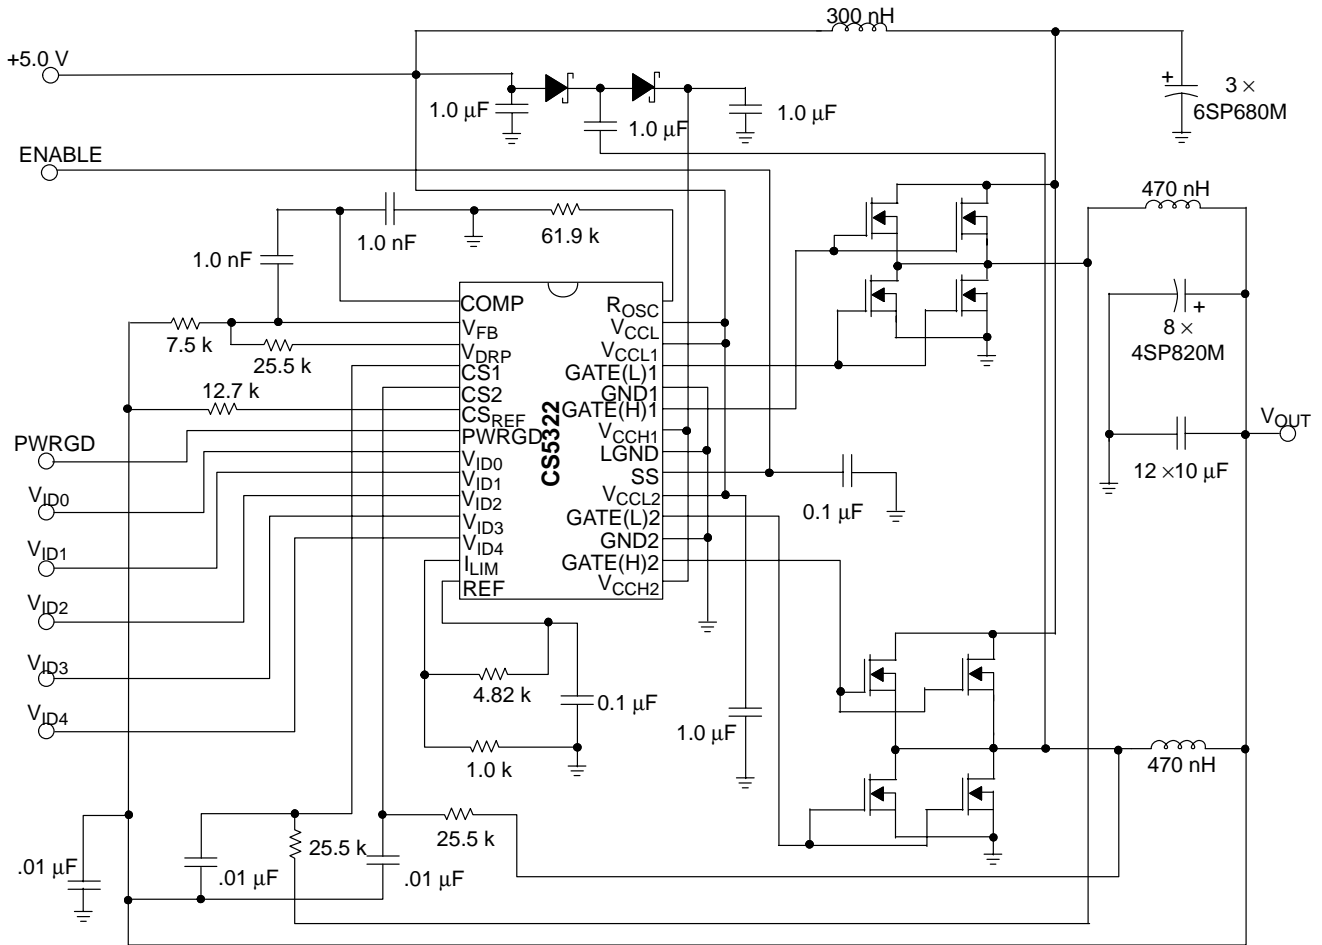 300 nH
+5.0 V
3 ×
6SP680M
1.0 μF
1.0 μF
1.0 μF
ENABLE
470 nH
1.0 nF
61.9 k
1.0 nF
8 ×
4SP820M
7.5 k
25.5 k
12.7 k
COMP
VFB
VDRP
CS1
CS2
CSREF
PWRGD
VID0
VID1
VID2
VID3
VID4
ILIM
REF
CS5322
ROSC
VCCL
VCCL1
GATE(L)1
GND1
GATE(H)1
VCCH1
LGND
SS
VCCL2
GATE(L)2
GND2
GATE(H)2
VCCH2
VOUT
12 ×10 μF
0.1 μF
PWRGD
VID0
VID1
VID2
VID3
VID4
4.82 k
0.1 μF
1.0 k
1.0 μF
470 nH
25.5 k
25.5 k
.01 μF
.01 μF
.01 μF